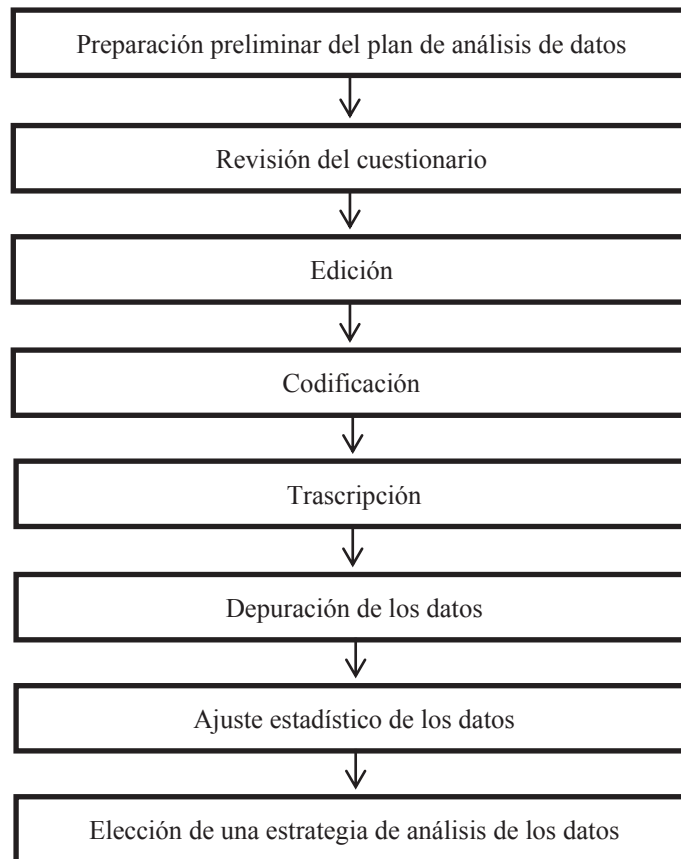 Preparación preliminar del plan de análisis de datos
Revisión del cuestionario
Edición
Codificación
Trascripción
Depuración de los datos
Ajuste estadístico de los datos
Elección de una estrategia de análisis de los datos